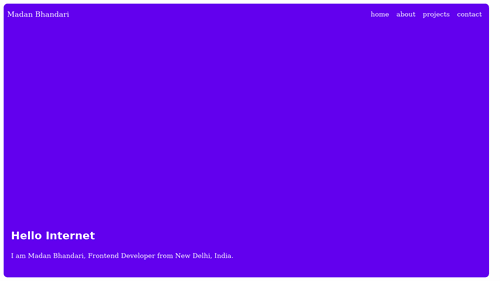 Madan Bhandari home about projects contact
Hello Internet
I am Madan Bhandari, Frontend Developer from New Delhi, India.